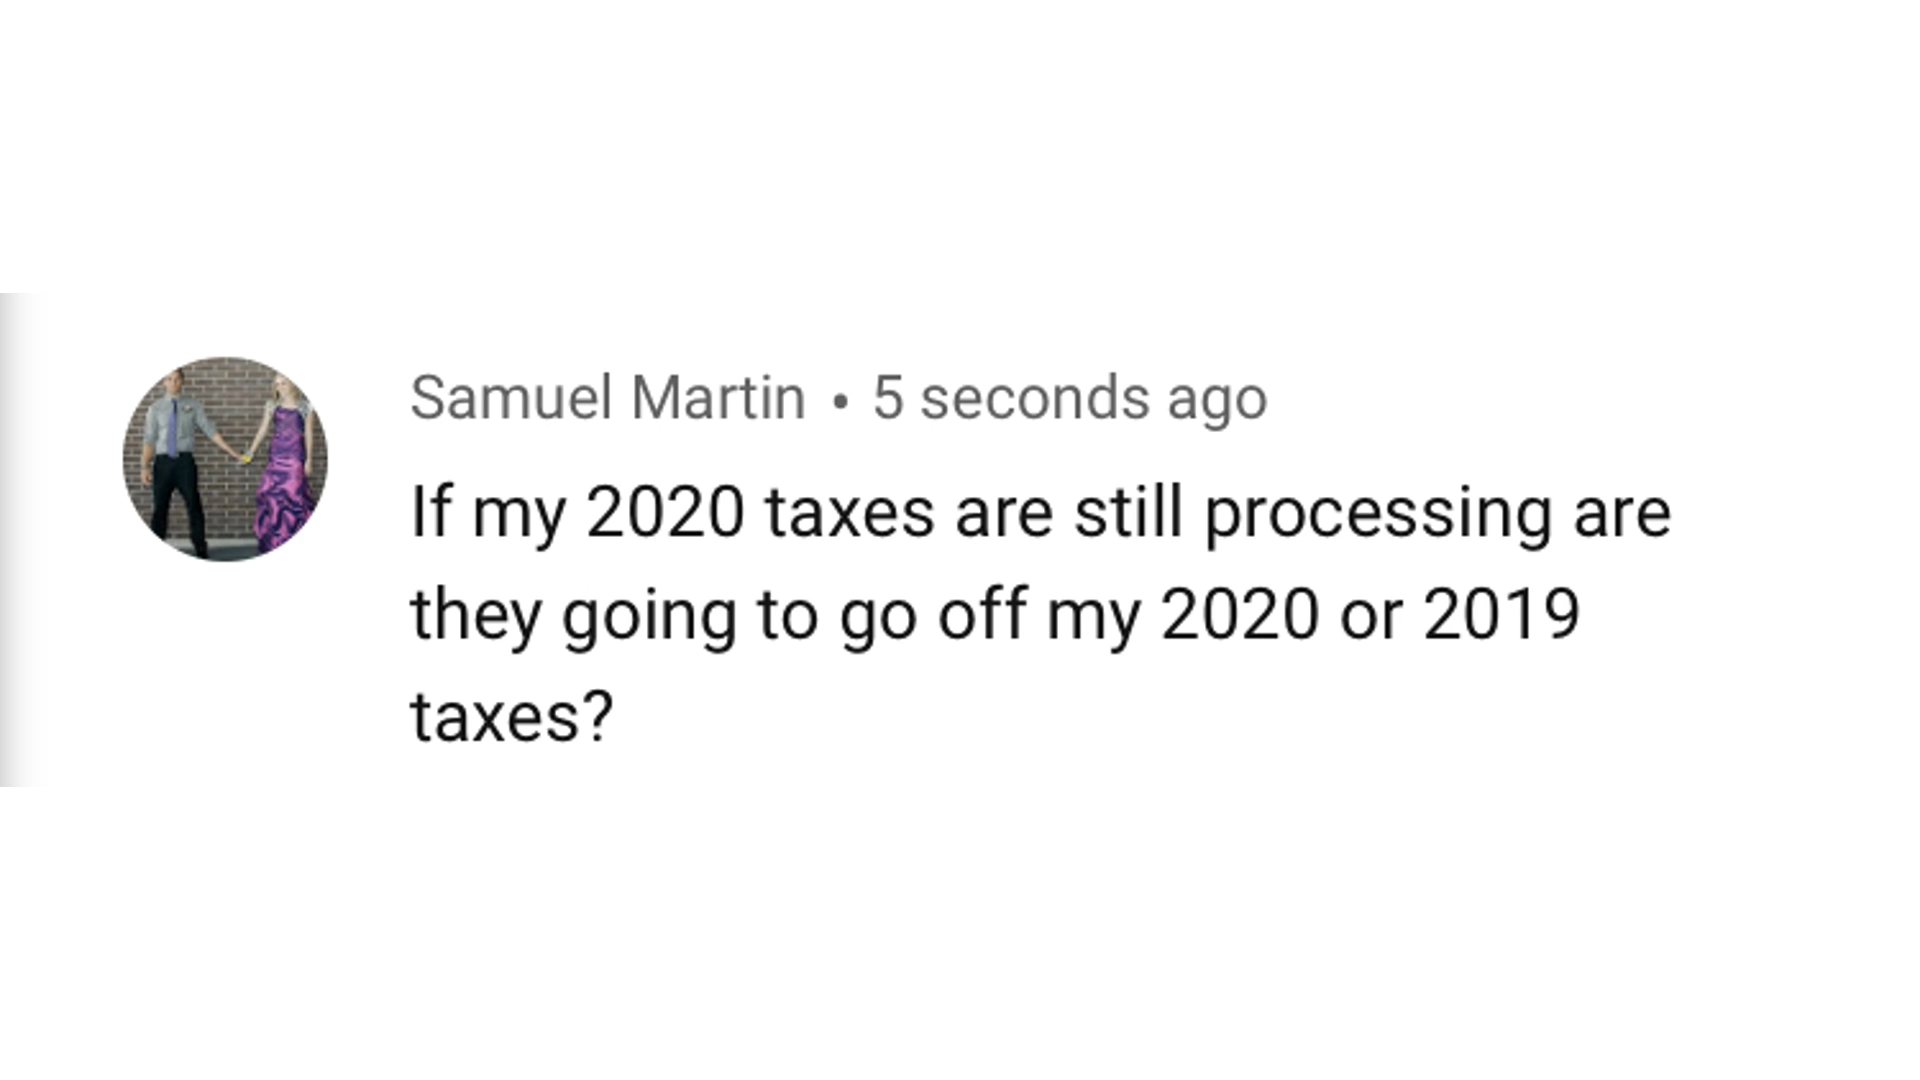 Samuel Martin • 5 seconds ago
If my 2020 taxes are still processing are
they going to go off my 2020 or 2019
taxes?